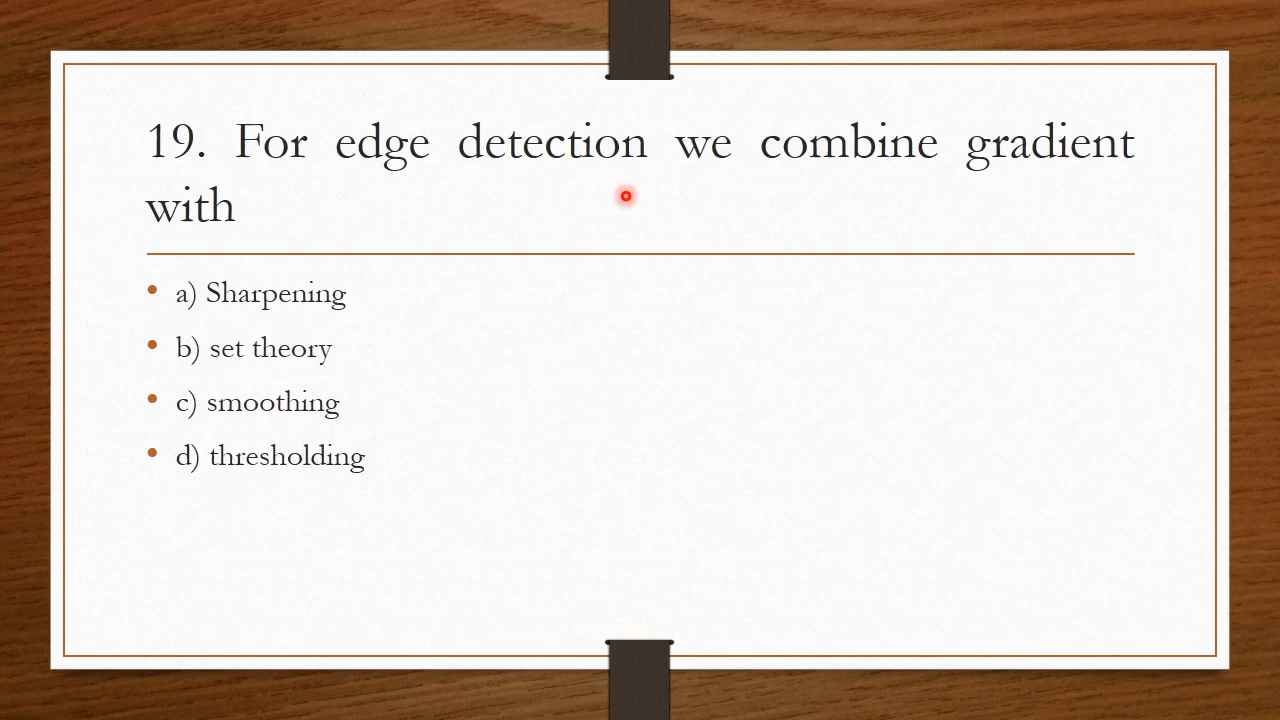 19. For edge detection we combine gradient
with
• a) Sharpening
• b) set theory
• c) smoothing
• d) thresholding